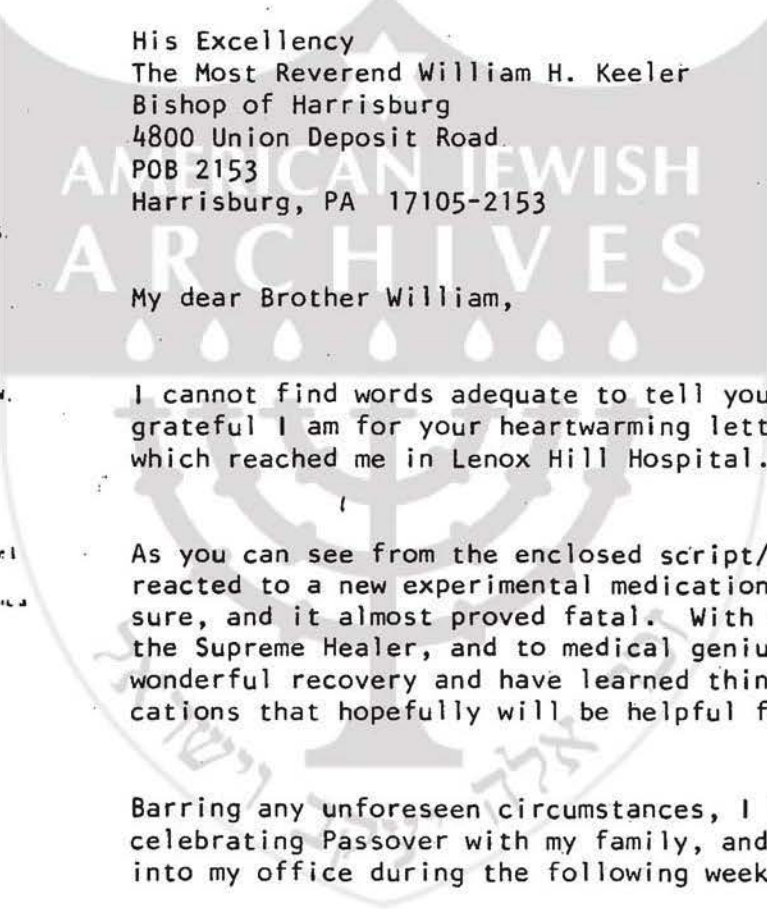 His Excellency
The Most Reverend William H. Keeler
Bishop of Harrisburg
4800 Union Deposit Road
POB 2153
Harrisburg, PA 17105-2153
AMERICAN JEWISH
ARCHIVES
My dear Brother William,
I cannot find words adequate to tell you
grateful I am for your heartwarming lett
which reached me in Lenox Hill Hospital.
As you can see from the enclosed script/
reacted to a new experimental medication
sure, and it almost proved fatal. With
the Supreme Healer, and to medical geniu
wonderful recovery and have learned thin
cations that hopefully will be helpful f
Barring any unforeseen circumstances, I
celebrating Passover with my family, and
into my office during the following week